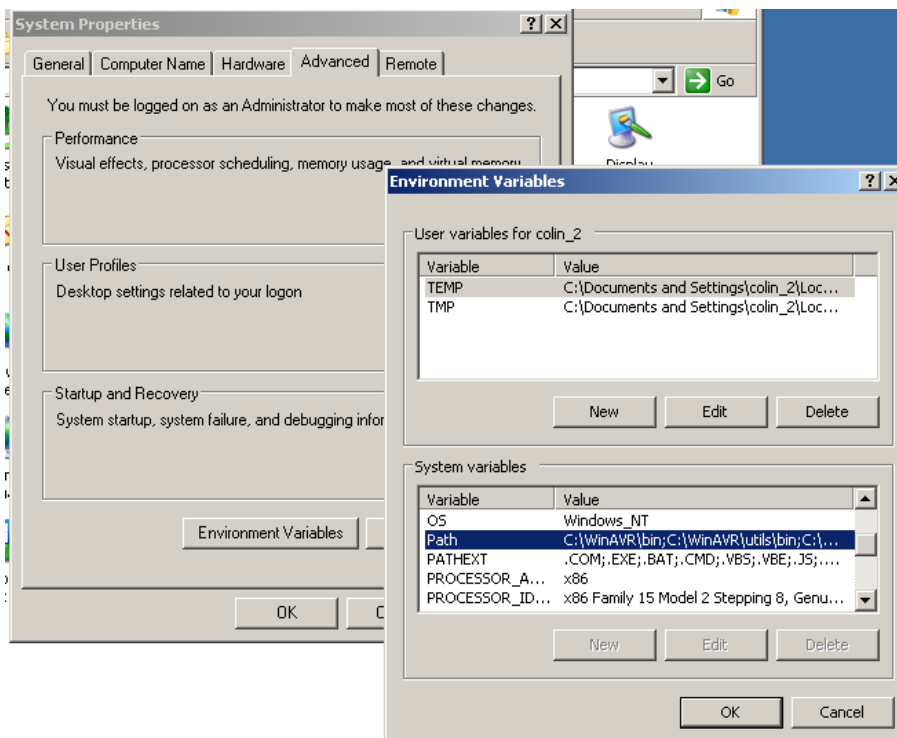 System Properties
General Computer Name Hardware Advanced Remote
Go
You must be logged on as an Administrator to make most of these changes.
Performance
Visual effects, processor scheduling, memory usage, and virtual memory
Display
User Profiles
Desktop settings related to your logon
Startup and Recovery
System startup, system failure, and debugging infor
Environment Variables
OK C
Environment Variables
User variables for colin_2
Variable Value
TEMP C:\Documents and Settings\colin_2\Loc...
TMP C:\Documents and Settings\colin_2\Loc...
New Edit Delete
System variables
Variable Value
OS Windows_NT
Path C:\WinAVR\bin;C:\WinAVR\utils\bin;C:\...
PATHEXT .COM;.EXE;.BAT;.CMD;.VBS;.VBE;.JS;....
PROCESSOR_A... x86
PROCESSOR_ID... x86 Family 15 Model 2 Stepping 8, Genu...
New Edit Delete
OK Cancel